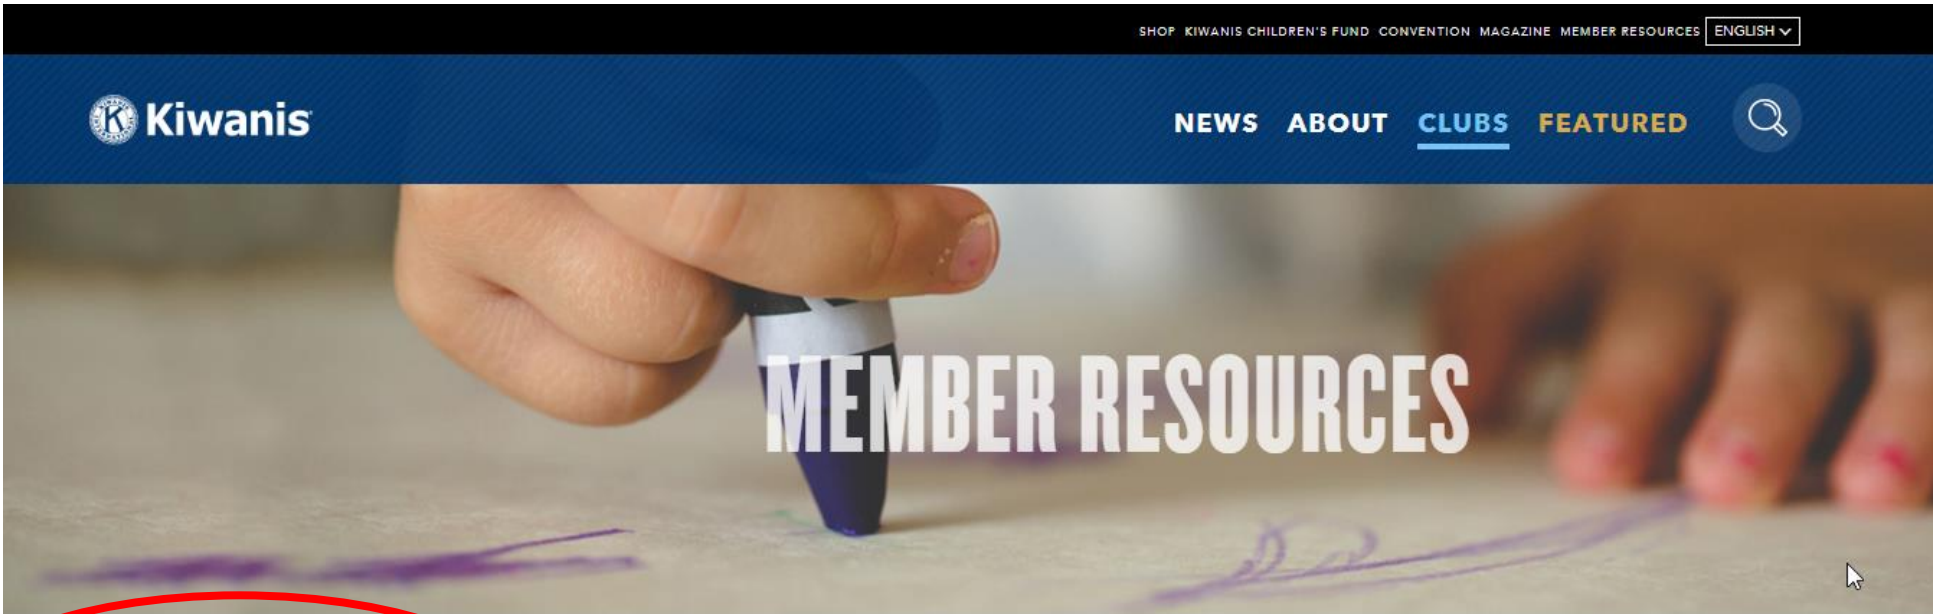 SHOP KIWANIS CHILDREN'S FUND CONVENTION MAGAZINE MEMBER RESOURCES ENGLISH
Kiwanis
NEWS ABOUT CLUBS FEATURED
MEMBER RESOURCES